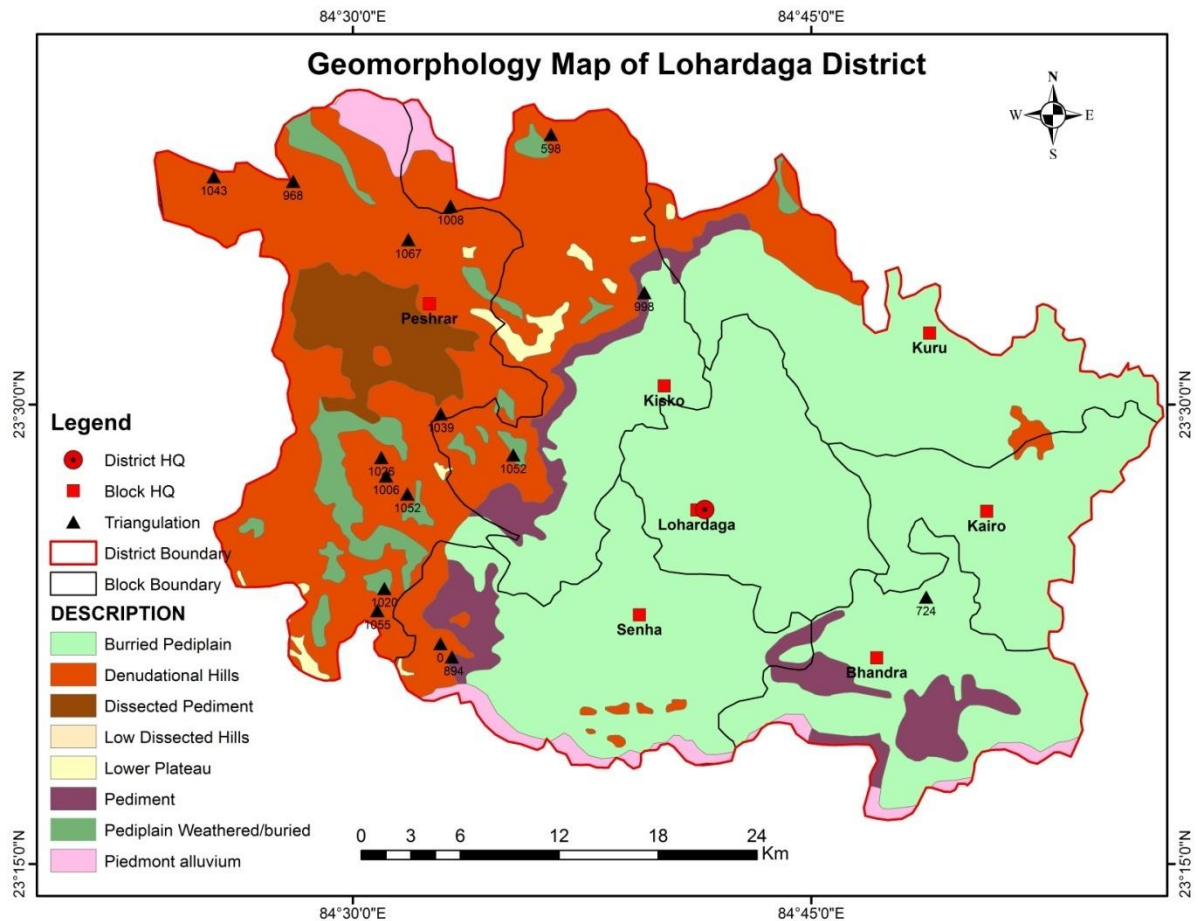 84°30'0"E
84°45'0"E
Geomorphology Map of Lohardaga District
N
W
E
S
598
1043
968
1008
1067
998
Peshrar
Kuru
Kisko
23°30'0"N
23°30'0"N
1039
1026
1006
1052
1052
Lohardaga
Kairo
1020
1055
724
Senha
0
894
Bhandra
Legend
District HQ
Block HQ
Triangulation
District Boundary
Block Boundary
DESCRIPTION
Burried Pediplain
Denudational Hills
Dissected Pediment
Low Dissected Hills
Lower Plateau
Pediment
Pediplain Weathered/buried
Piedmont alluvium
0 3 6 12 18 24
Km
23°15'0"N
23°15'0"N
84°30'0"E
84°45'0"E